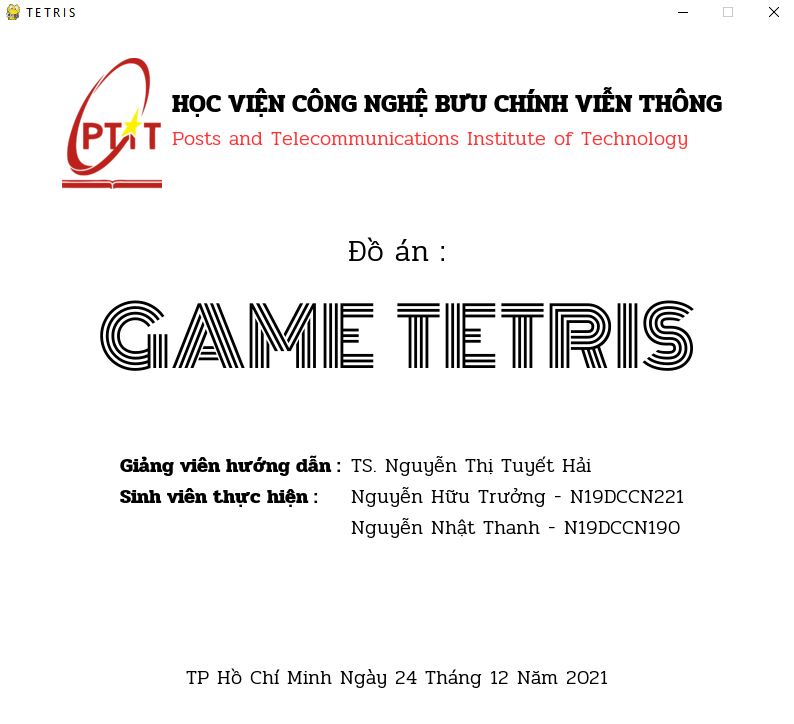 TETRIS
PTIT
HỌC VIỆN CÔNG NGHỆ BƯU CHÍNH VIỄN THÔNG
Posts and Telecommunications Institute of Technology
Đồ án :
GAME TETRIS
Giảng viên hướng dẫn : TS. Nguyễn Thị Tuyết Hải
Sinh viên thực hiện : Nguyễn Hữu Trưởng - N19DCCN221
Nguyễn Nhật Thanh - N19DCCN190
TP Hồ Chí Minh Ngày 24 Tháng 12 Năm 2021